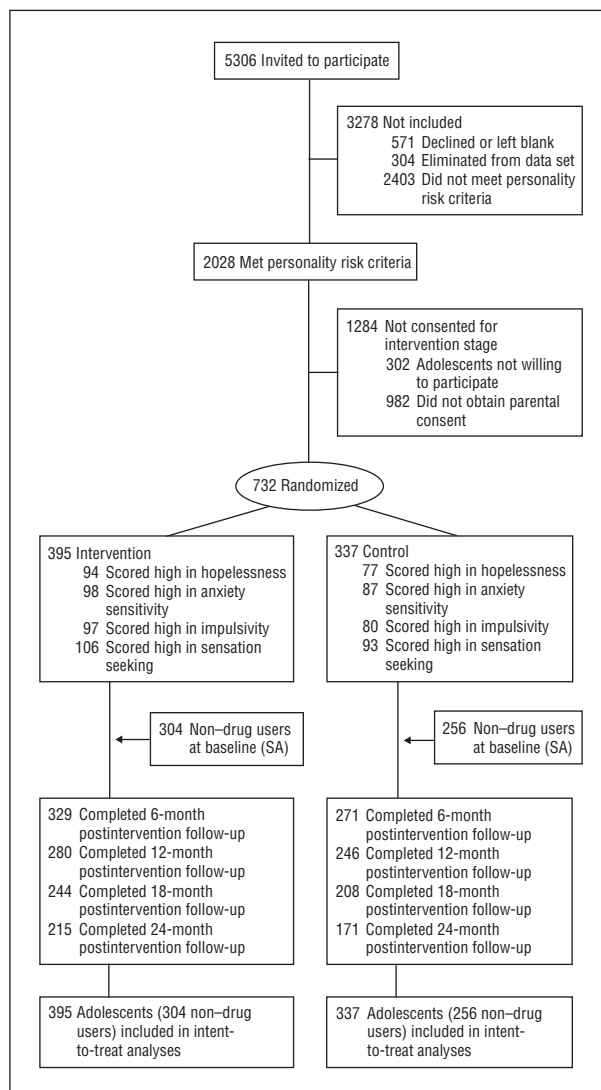 5306 Invited to participate
3278 Not included
571 Declined or left blank
304 Eliminated from data set
2403 Did not meet personality
risk criteria
2028 Met personality risk criteria
1284 Not consented for
intervention stage
302 Adolescents not willing
to participate
982 Did not obtain parental
consent
732 Randomized
395 Intervention
94 Scored high in hopelessness
98 Scored high in anxiety
sensitivity
97 Scored high in impulsivity
106 Scored high in sensation
seeking
337 Control
77 Scored high in hopelessness
87 Scored high in anxiety
sensitivity
80 Scored high in impulsivity
93 Scored high in sensation
seeking
304 Non–drug users
at baseline (SA)
256 Non–drug users
at baseline (SA)
329 Completed 6-month
postintervention follow-up
280 Completed 12-month
postintervention follow-up
244 Completed 18-month
postintervention follow-up
215 Completed 24-month
postintervention follow-up
271 Completed 6-month
postintervention follow-up
246 Completed 12-month
postintervention follow-up
208 Completed 18-month
postintervention follow-up
171 Completed 24-month
postintervention follow-up
395 Adolescents (304 non–drug
users) included in intent-
to-treat analyses
337 Adolescents (256 non–drug
users) included in intent-
to-treat analyses